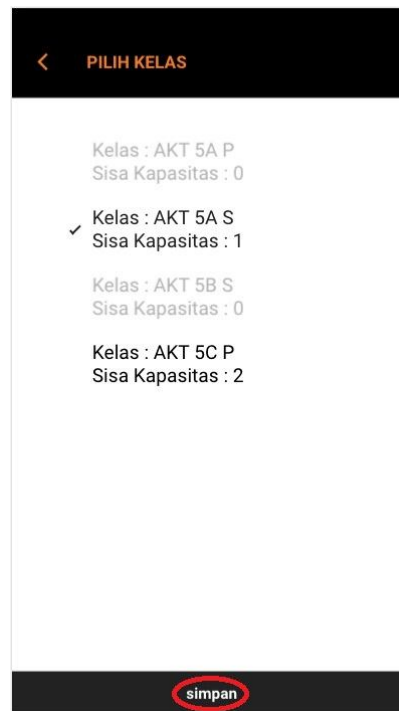 PILIH KELAS
Kelas : AKT 5A P
Sisa Kapasitas : 0
Kelas : AKT 5A S
Sisa Kapasitas : 1
Kelas : AKT 5B S
Sisa Kapasitas : 0
Kelas : AKT 5C P
Sisa Kapasitas : 2
simpan